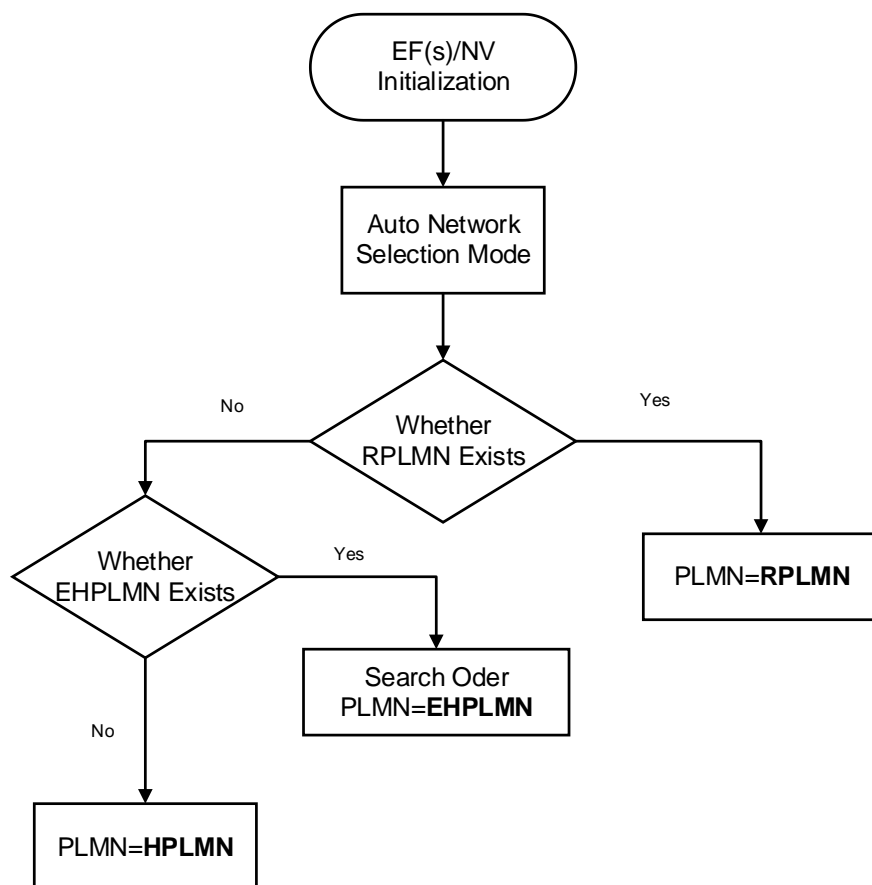 EF(s)/NV
Initialization
Auto Network
Selection Mode
No
Yes
Whether
RPLMN Exists
Whether
EHPLMN Exists
Yes
PLMN=RPLMN
Search Oder
PLMN=EHPLMN
No
PLMN=HPLMN